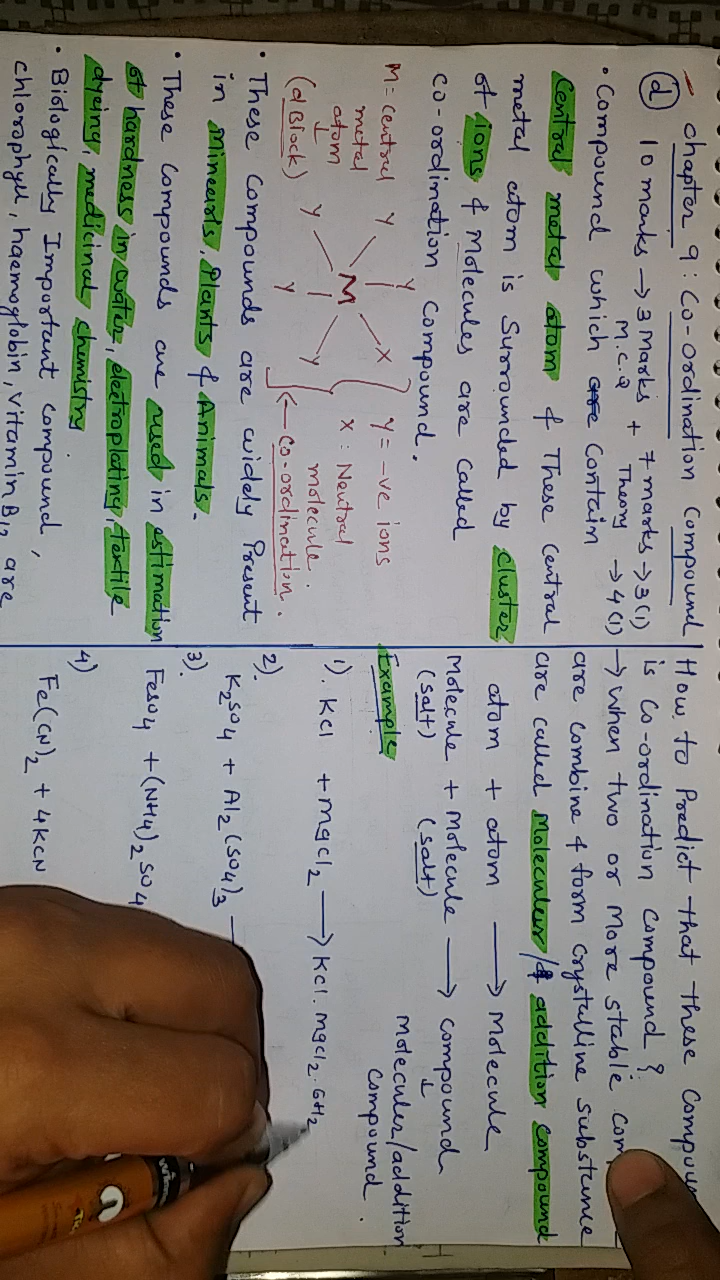 chapter 9: Co-Ordination Compound
(d) 10 marks → 3 Marks + 7 marks → 3(1)
M.C.Q Theory → 4(1)
• Compound which are Contain
Central metal atom & These Central
metal atom is Surrounded by cluster
of ions & Molecules are called
co-ordination compound.
M = central metal atom
↓
(d Block)
Y Y Y Y Y X
M
Y = -ve ions
X : Neutral molecule.
← Co-ordination.
• These Compounds are widely Present
in minearls, Plants & Animals.
• These compounds are used in estimation
of hardness in water, eletroplating, textile
dyeing, medicinal chemistry.
• Biologically Important compound,
chlorophyll, haemoglobin, vitamin B12 are
How to Predict that these Compoun
is Co-ordination Compound ?
→ When two or More stable com
are combine & form crystalline substance
are called Molecular/& addition compound
atom + atom → Molecule
Molecule + Molecule → Compound
(salt) (salt) ↓
Molecular/addition
Compound.
Example
1). KCl + MgCl2 → KCl. MgCl2. 6H2
2).
K2SO4 + Al2(SO4)3 —
3).
FeSO4 + (NH4)2 SO4
4)
Fe(CN)2 + 4KCN